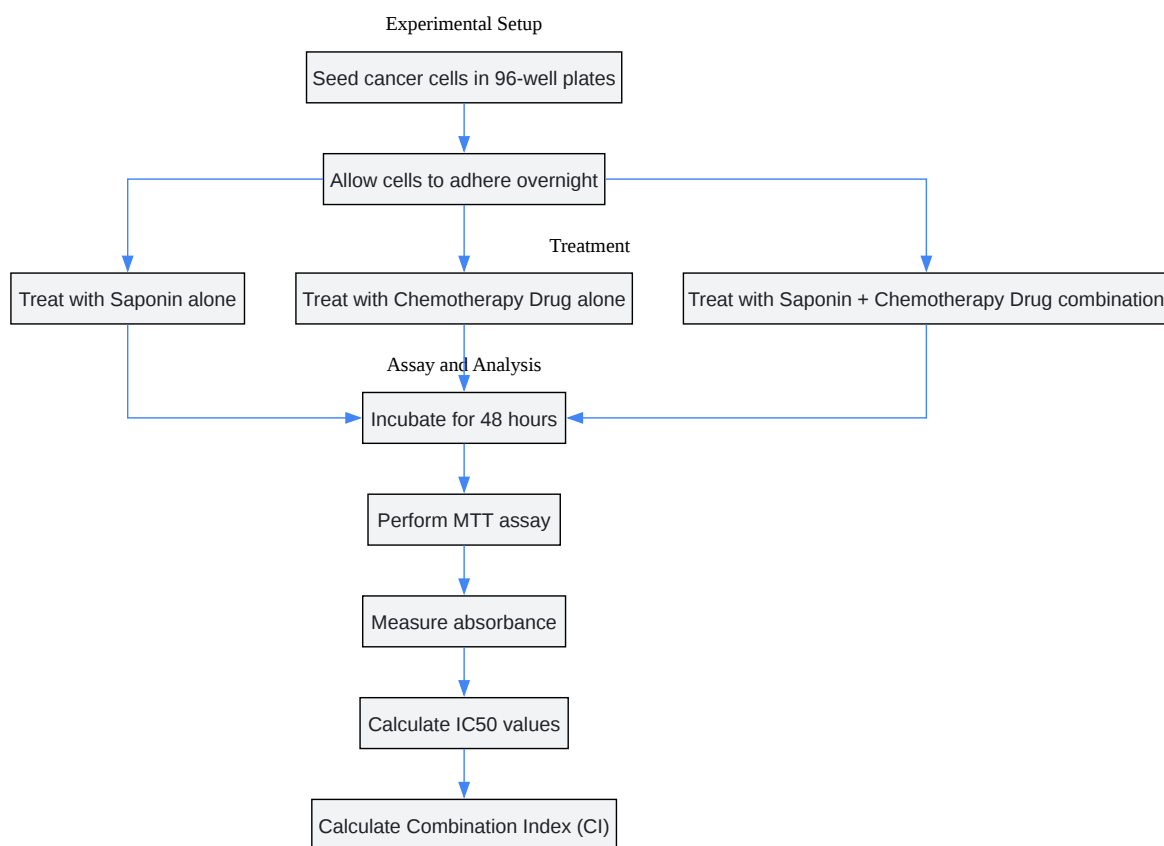 Experimental Setup
Seed cancer cells in 96-well plates
Allow cells to adhere overnight
Treatment
Treat with Saponin alone
Treat with Chemotherapy Drug alone
Treat with Saponin + Chemotherapy Drug combination
Assay and Analysis
Incubate for 48 hours
Perform MTT assay
Measure absorbance
Calculate IC50 values
Calculate Combination Index (CI)